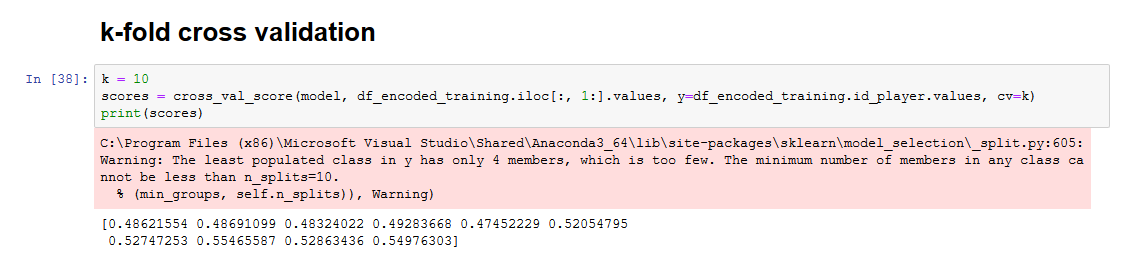 k-fold cross validation
In [38]: k = 10
scores = cross_val_score(model, df_encoded_training.iloc[:, 1:].values, y=df_encoded_training.id_player.values, cv=k)
print(scores)
C:\Program Files (x86)\Microsoft Visual Studio\Shared\Anaconda3_64\lib\site-packages\sklearn\model_selection\_split.py:605:
Warning: The least populated class in y has only 4 members, which is too few. The minimum number of members in any class ca
nnot be less than n_splits=10.
  % (min_groups, self.n_splits)), Warning)
[0.48621554 0.48691099 0.48324022 0.49283668 0.47452229 0.52054795
 0.52747253 0.55465587 0.52863436 0.54976303]